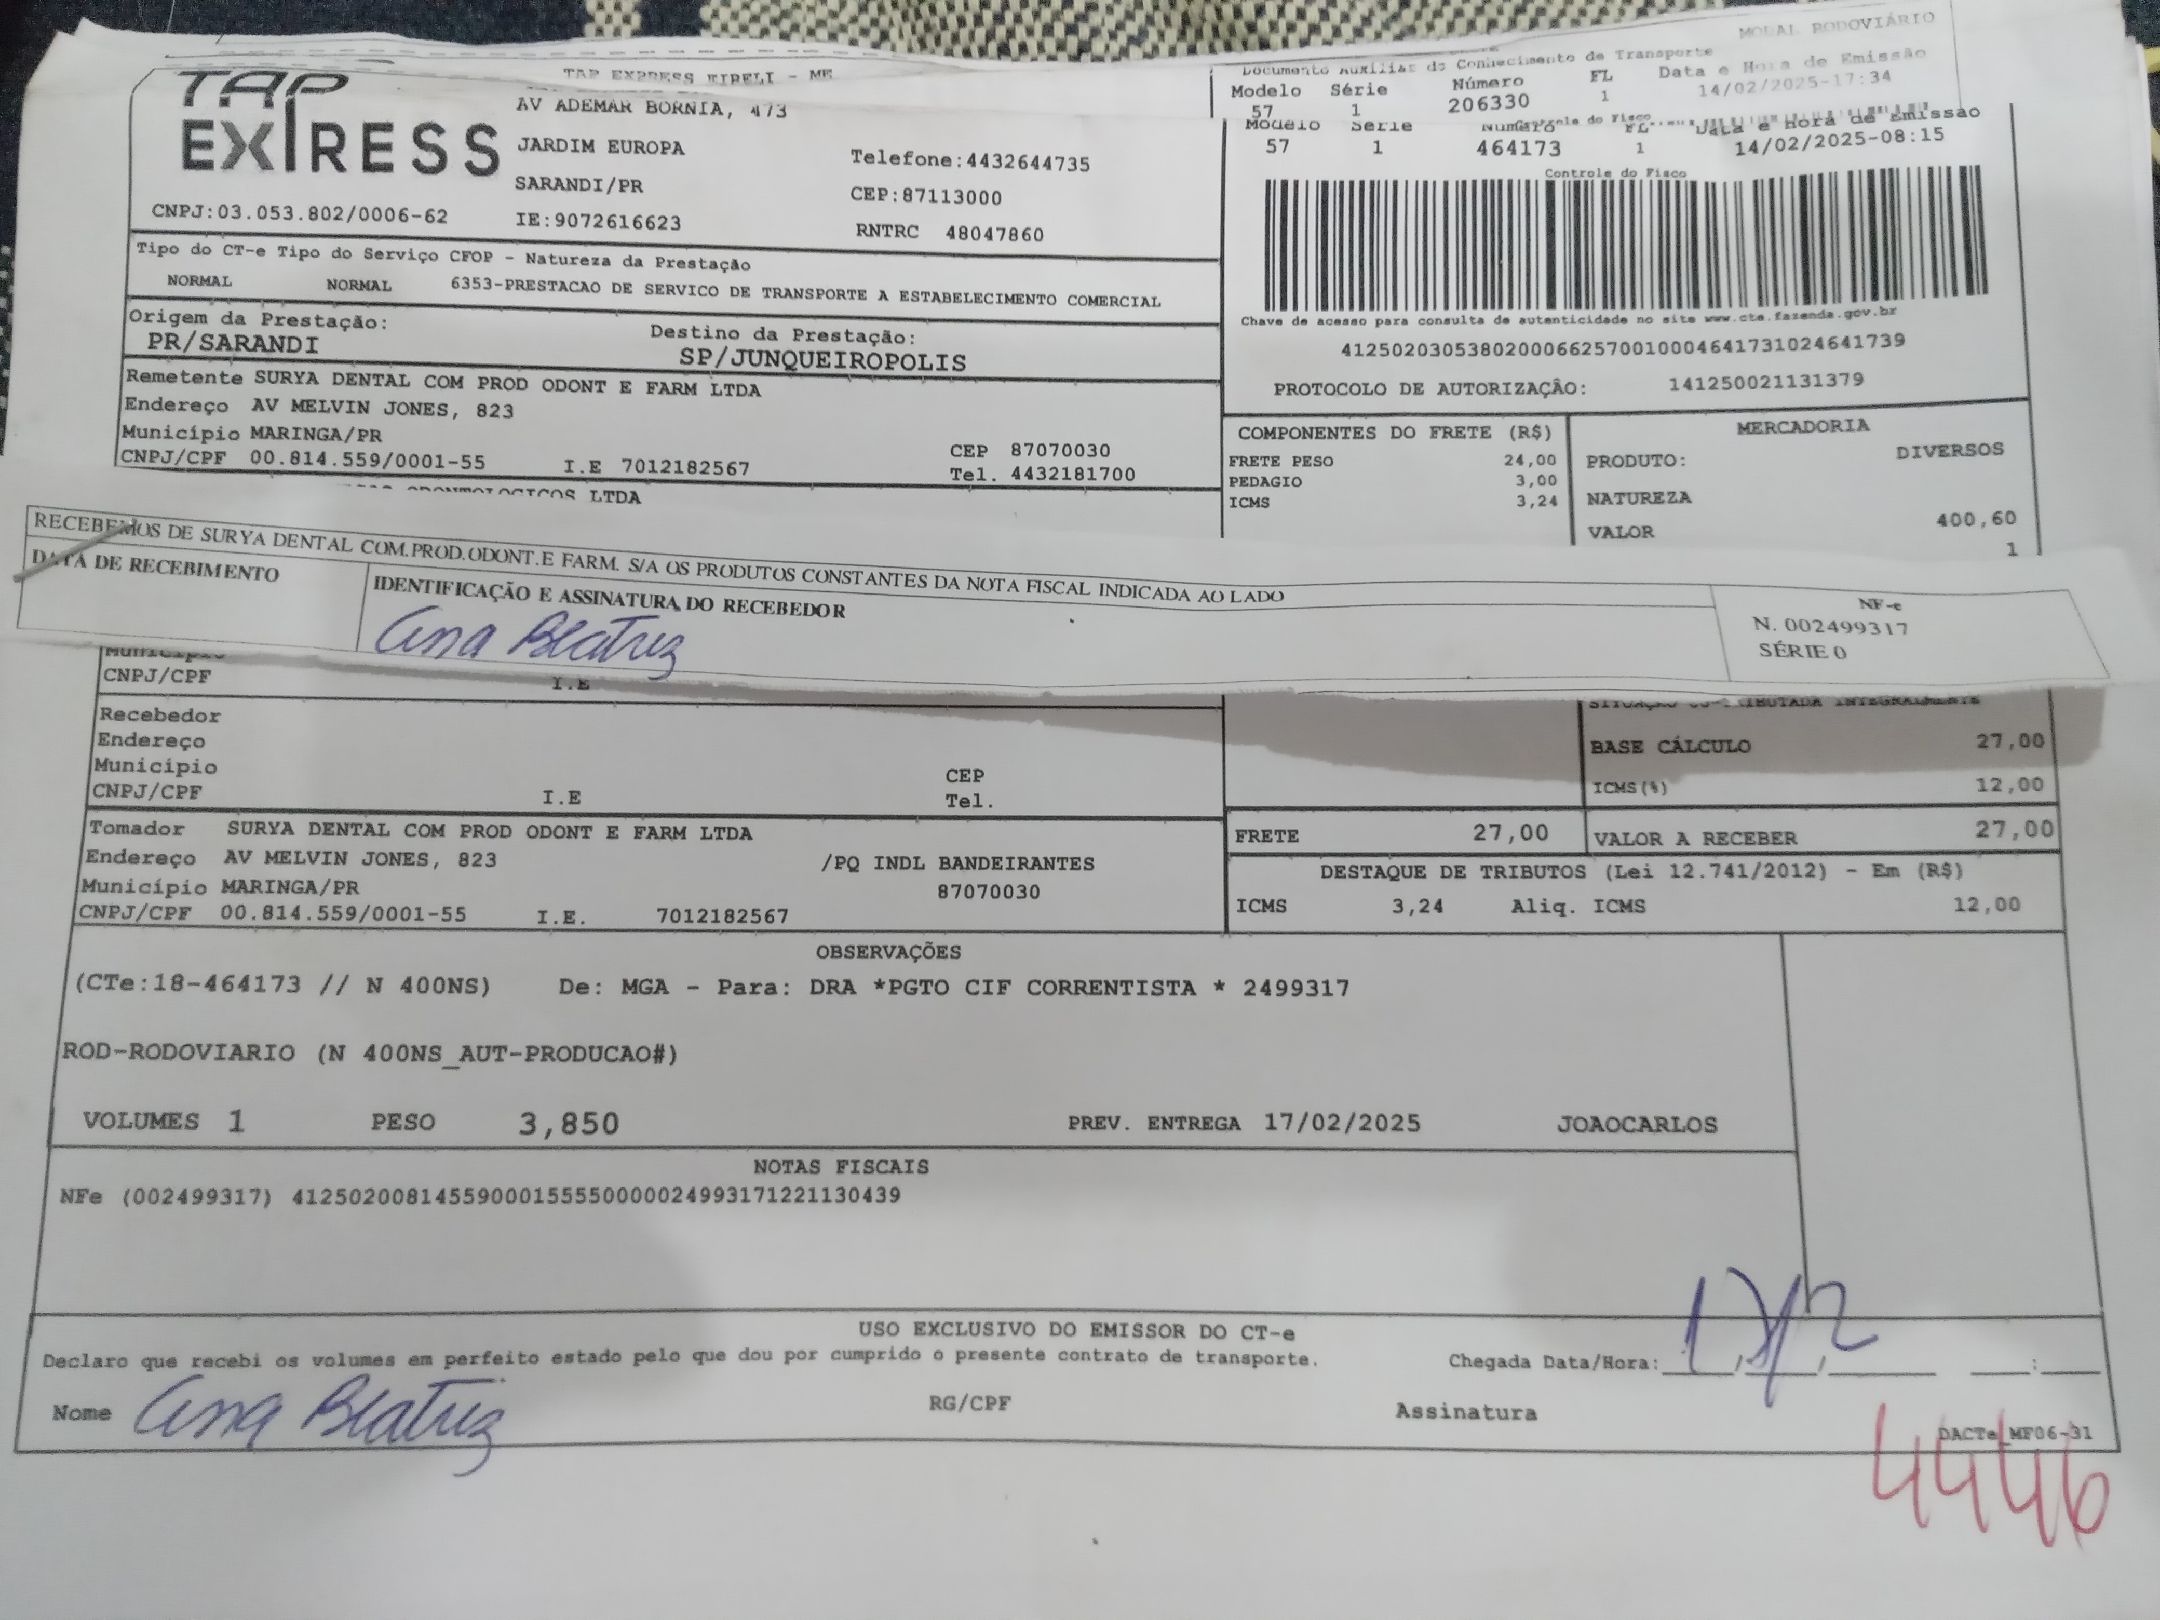 MODAL RODOVIÁRIO
TAP EXPRESS EIRELI - ME
Documento Auxiliar do Conhecimento de Transporte
Modelo Série Número FL Data e Hora de Emissão
57 1 206330 1 14/02/2025-17:34
TAP EXPRESS
AV ADEMAR BORNIA, 473
Controle do Fisco
Modelo Série Número FL Data e Hora de Emissão
57 1 464173 1 14/02/2025-08:15
JARDIM EUROPA
Telefone:4432644735
Controle do Fisco
SARANDI/PR
CEP:87113000
CNPJ:03.053.802/0006-62
IE:9072616623
RNTRC 48047860
Tipo do CT-e Tipo do Serviço CFOP - Natureza da Prestação
NORMAL NORMAL 6353-PRESTACAO DE SERVICO DE TRANSPORTE A ESTABELECIMENTO COMERCIAL
Chave de acesso para consulta de autenticidade no site www.cte.fazenda.gov.br
41250203053802000662570010004641731024641739
PROTOCOLO DE AUTORIZAÇÃO: 141250021131379
Origem da Prestação: Destino da Prestação:
PR/SARANDI SP/JUNQUEIROPOLIS
Remetente SURYA DENTAL COM PROD ODONT E FARM LTDA
Endereço AV MELVIN JONES, 823
Município MARINGA/PR CEP 87070030
CNPJ/CPF 00.814.559/0001-55 I.E 7012182567 Tel. 4432181700
COMPONENTES DO FRETE (R$)
FRETE PESO 24,00
PEDAGIO 3,00
ICMS 3,24
MERCADORIA
PRODUTO: DIVERSOS
NATUREZA
VALOR 400,60
1
ODONTOLOGICOS LTDA
RECEBEMOS DE SURYA DENTAL COM.PROD.ODONT.E FARM. S/A OS PRODUTOS CONSTANTES DA NOTA FISCAL INDICADA AO LADO
DATA DE RECEBIMENTO
IDENTIFICAÇÃO E ASSINATURA DO RECEBEDOR
Ana Beatriz
NF-e
N. 002499317
SÉRIE 0
Município
CNPJ/CPF I.E
Recebedor
Endereço
Município CEP
CNPJ/CPF I.E Tel.
BASE CÁLCULO 27,00
ICMS(%) 12,00
FRETE 27,00 VALOR A RECEBER 27,00
Tomador SURYA DENTAL COM PROD ODONT E FARM LTDA
Endereço AV MELVIN JONES, 823 /PQ INDL BANDEIRANTES
Município MARINGA/PR 87070030
CNPJ/CPF 00.814.559/0001-55 I.E. 7012182567
DESTAQUE DE TRIBUTOS (Lei 12.741/2012) - Em (R$)
ICMS 3,24 Aliq. ICMS 12,00
OBSERVAÇÕES
(CTe:18-464173 // N 400NS) De: MGA - Para: DRA *PGTO CIF CORRENTISTA * 2499317
ROD-RODOVIARIO (N 400NS_AUT-PRODUCAO#)
VOLUMES 1 PESO 3,850 PREV. ENTREGA 17/02/2025 JOAOCARLOS
NOTAS FISCAIS
NFe (002499317) 41250200814559000155550000024993171221130439
USO EXCLUSIVO DO EMISSOR DO CT-e
Declaro que recebi os volumes em perfeito estado pelo que dou por cumprido o presente contrato de transporte. Chegada Data/Hora: 17/2
Nome Ana Beatriz RG/CPF Assinatura
DACTe_MF06-31
4446